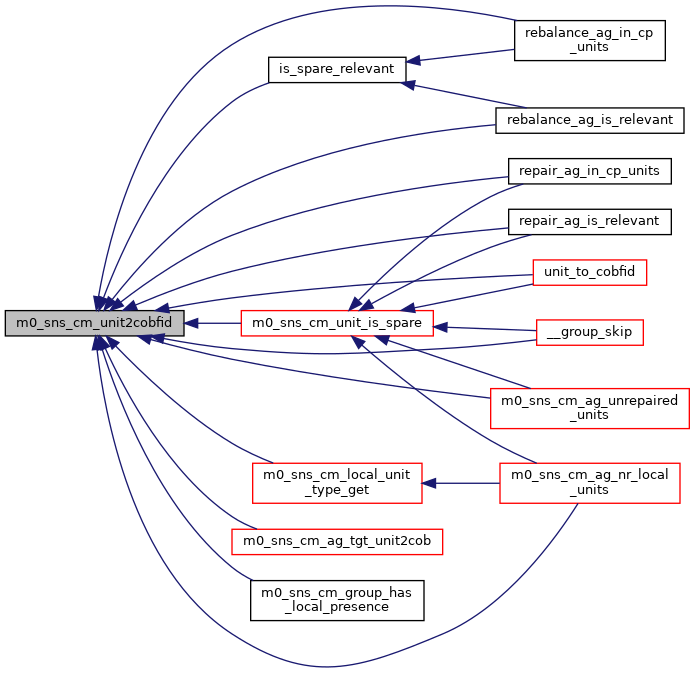 rebalance_ag_in_cp
_units
is_spare_relevant
rebalance_ag_is_relevant
repair_ag_in_cp_units
repair_ag_is_relevant
unit_to_cobfid
m0_sns_cm_unit2cobfid
m0_sns_cm_unit_is_spare
__group_skip
m0_sns_cm_ag_unrepaired
_units
m0_sns_cm_local_unit
_type_get
m0_sns_cm_ag_nr_local
_units
m0_sns_cm_ag_tgt_unit2cob
m0_sns_cm_group_has
_local_presence